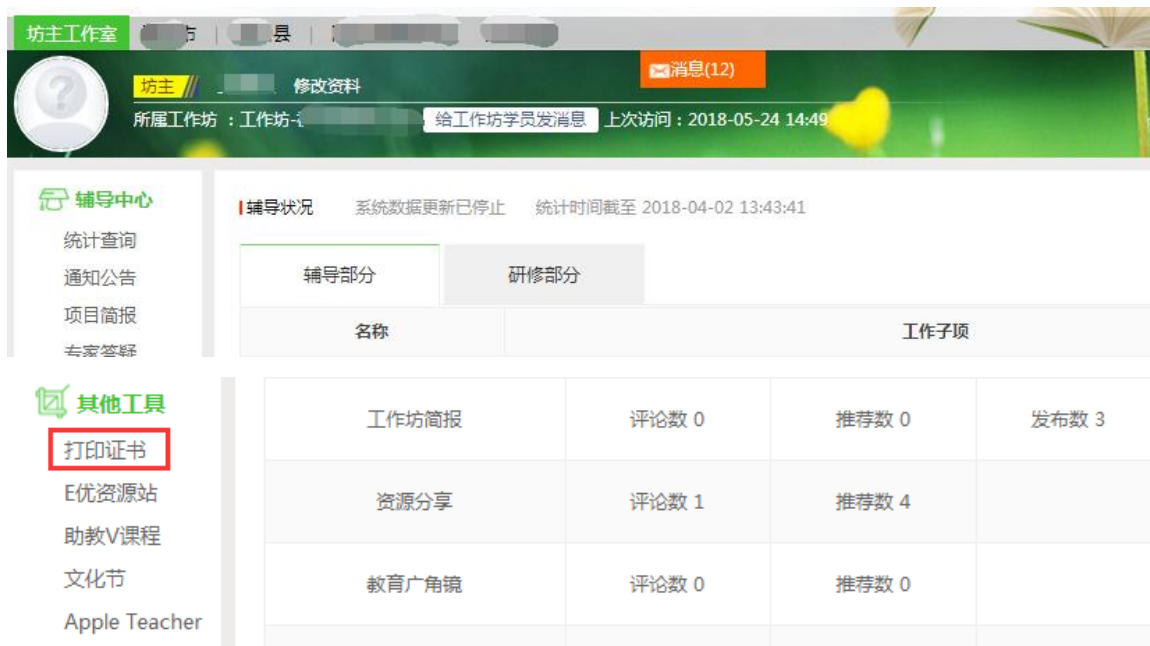 坊主工作室 市 | 县 |
消息(12)
坊主 修改资料
所属工作坊 ：工作坊- 给工作坊学员发消息 上次访问：2018-05-24 14:49
辅导中心
统计查询
通知公告
项目简报
专家答疑
辅导状况 系统数据更新已停止 统计时间截至 2018-04-02 13:43:41
辅导部分 研修部分
名称 工作子项
其他工具
打印证书
E优资源站
助教V课程
文化节
Apple Teacher
工作坊简报 评论数 0 推荐数 0 发布数 3
资源分享 评论数 1 推荐数 4
教育广角镜 评论数 0 推荐数 0